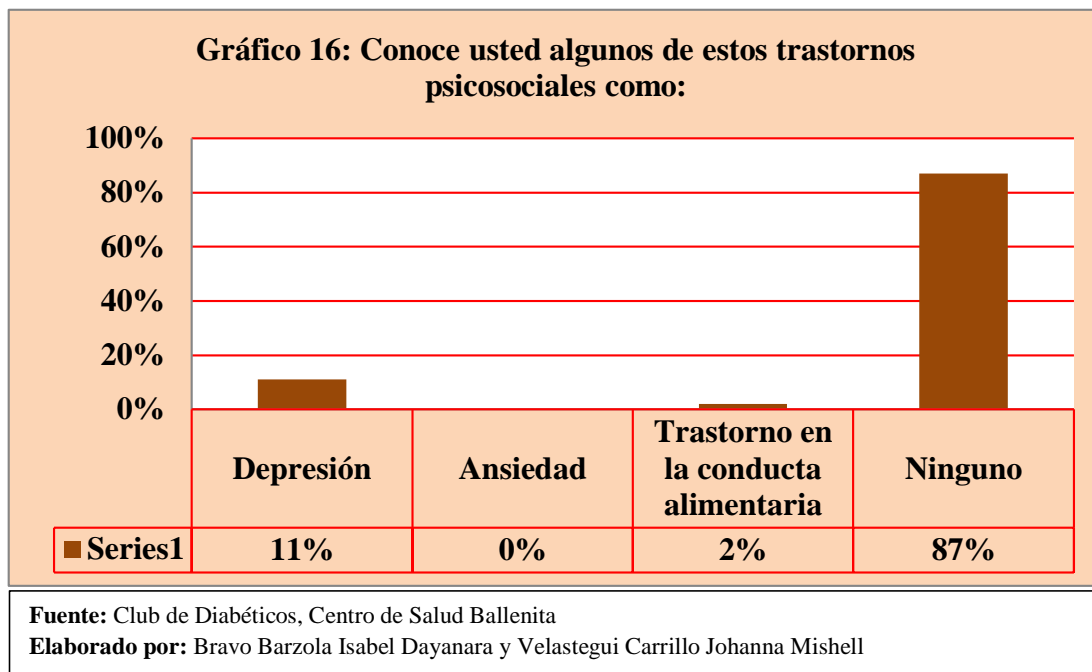 Gráfico 16: Conoce usted algunos de estos trastornos
psicosociales como:
100%
80%
60%
40%
20%
0%
Depresión
Ansiedad
Trastorno en
la conducta
alimentaria
Ninguno
Series1 11% 0% 2% 87%
Fuente: Club de Diabéticos, Centro de Salud Ballenita
Elaborado por: Bravo Barzola Isabel Dayanara y Velastegui Carrillo Johanna Mishell